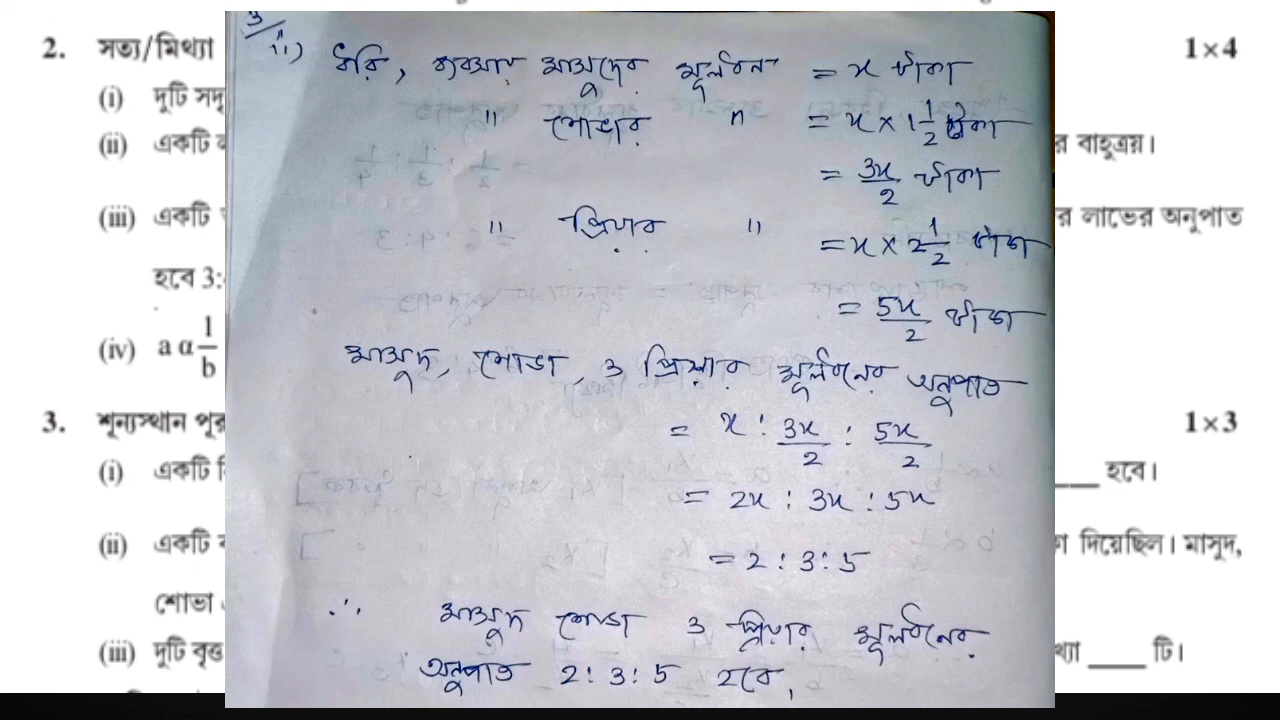 2. সত্য/মিথ্যা 1×4
(i) দুটি সদৃ
(ii) একটি র বাহুত্রয়।
(iii) একটি র লাভের অনুপাত
হবে 3:
(iv) a α 1/b
3. শূন্যস্থান পূর 1×3
(i) একটি ____ হবে।
(ii) একটি ব দিয়েছিল। মাসুদ,
শোভা
(iii) দুটি বৃত্ত খ্যা ____ টি।
3/
ii) ধরি, ব্যবসায় মাসুদের মূলধন = x টাকা
" শোভার " = x × 1 1/2 টাকা
= 3x/2 টাকা
" প্রিয়ার " = x × 2 1/2 টাকা
= 5x/2 টাকা
মাসুদ, শোভা, ও প্রিয়ার মূলধনের অনুপাত
= x : 3x/2 : 5x/2
= 2x : 3x : 5x
= 2 : 3 : 5
∴ মাসুদ শোভা ও প্রিয়ার মূলধনের
অনুপাত 2 : 3 : 5 হবে,